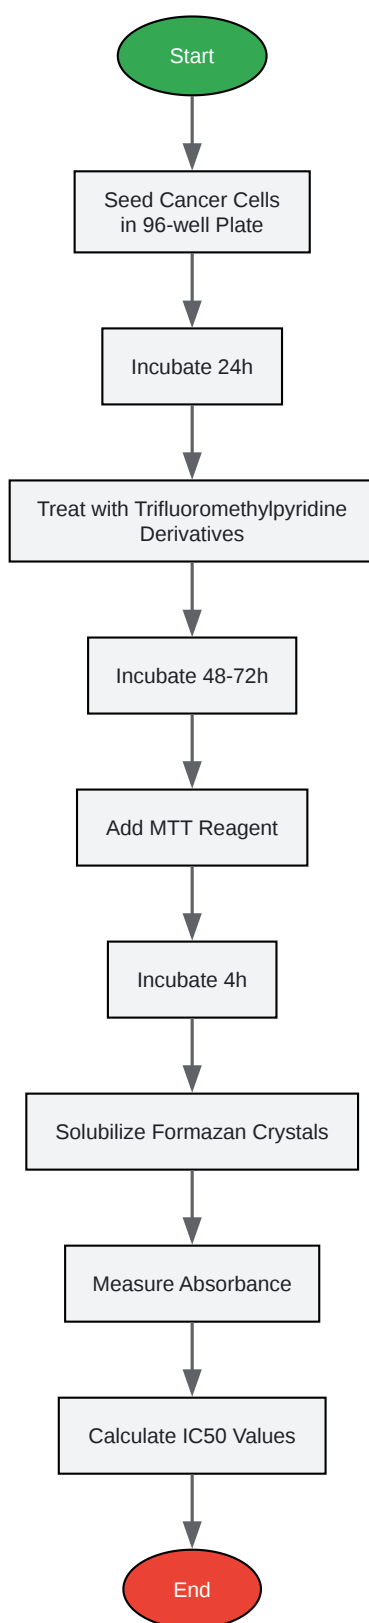 Start
Seed Cancer Cells
in 96-well Plate
Incubate 24h
Treat with Trifluoromethylpyridine
Derivatives
Incubate 48-72h
Add MTT Reagent
Incubate 4h
Solubilize Formazan Crystals
Measure Absorbance
Calculate IC50 Values
End